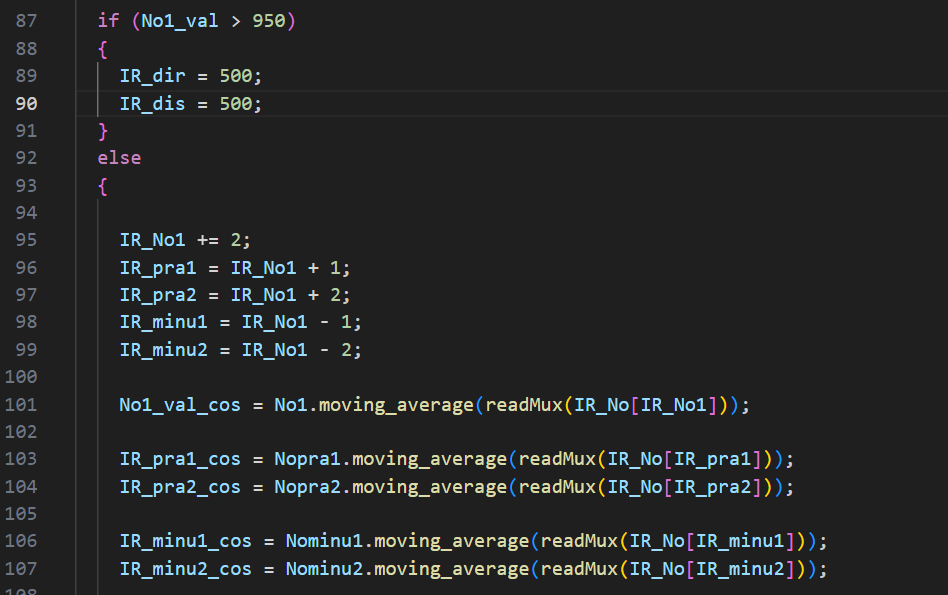 87 if (No1_val > 950)
88 {
89 IR_dir = 500;
90 IR_dis = 500;
91 }
92 else
93 {
94
95 IR_No1 += 2;
96 IR_pra1 = IR_No1 + 1;
97 IR_pra2 = IR_No1 + 2;
98 IR_minu1 = IR_No1 - 1;
99 IR_minu2 = IR_No1 - 2;
100
101 No1_val_cos = No1.moving_average(readMux(IR_No[IR_No1]));
102
103 IR_pra1_cos = Nopra1.moving_average(readMux(IR_No[IR_pra1]));
104 IR_pra2_cos = Nopra2.moving_average(readMux(IR_No[IR_pra2]));
105
106 IR_minu1_cos = Nominu1.moving_average(readMux(IR_No[IR_minu1]));
107 IR_minu2_cos = Nominu2.moving_average(readMux(IR_No[IR_minu2]));
108